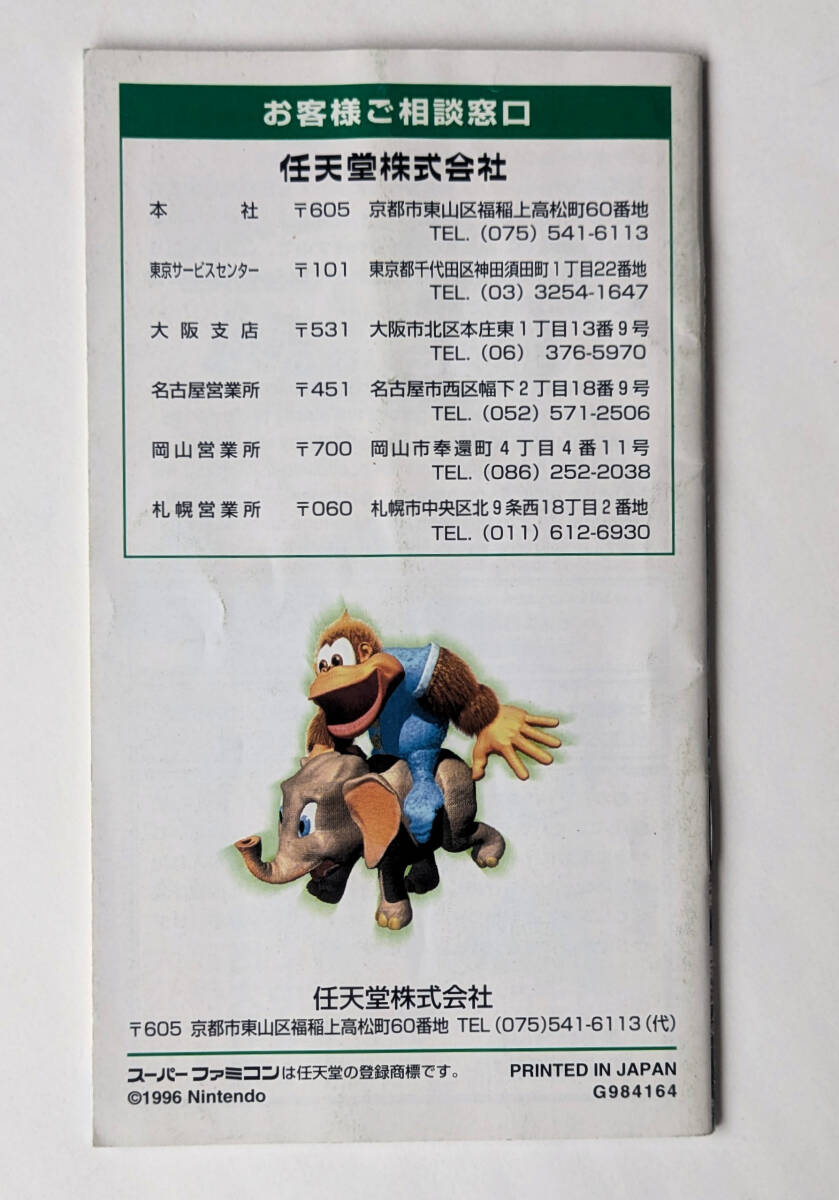 お客様ご相談窓口
任天堂株式会社
本社 〒605 京都市東山区福稲上高松町60番地
TEL. (075) 541-6113
東京サービスセンター 〒101 東京都千代田区神田須田町1丁目22番地
TEL. (03) 3254-1647
大阪支店 〒531 大阪市北区本庄東1丁目13番9号
TEL. (06) 376-5970
名古屋営業所 〒451 名古屋市西区幅下2丁目18番9号
TEL. (052) 571-2506
岡山営業所 〒700 岡山市奉還町4丁目4番11号
TEL. (086) 252-2038
札幌営業所 〒060 札幌市中央区北9条西18丁目2番地
TEL. (011) 612-6930
任天堂株式会社
〒605 京都市東山区福稲上高松町60番地 TEL (075)541-6113(代)
スーパーファミコンは任天堂の登録商標です。 PRINTED IN JAPAN
©1996 Nintendo G984164